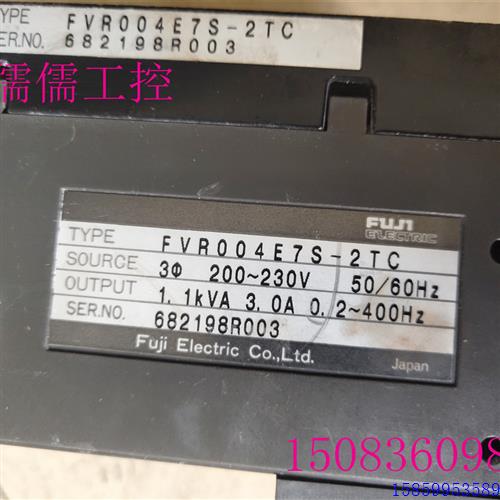 TYPE FVR004E7S-2TC
SER.NO. 682198R003
儒儒工控
FUJI
ELECTRIC
TYPE FVR004E7S-2TC
SOURCE 3Φ 200~230V 50/60Hz
OUTPUT 1.1kVA 3.0A 0.2~400Hz
SER.NO. 682198R003
Fuji Electric Co.,Ltd.
Japan
15083609
15859953589